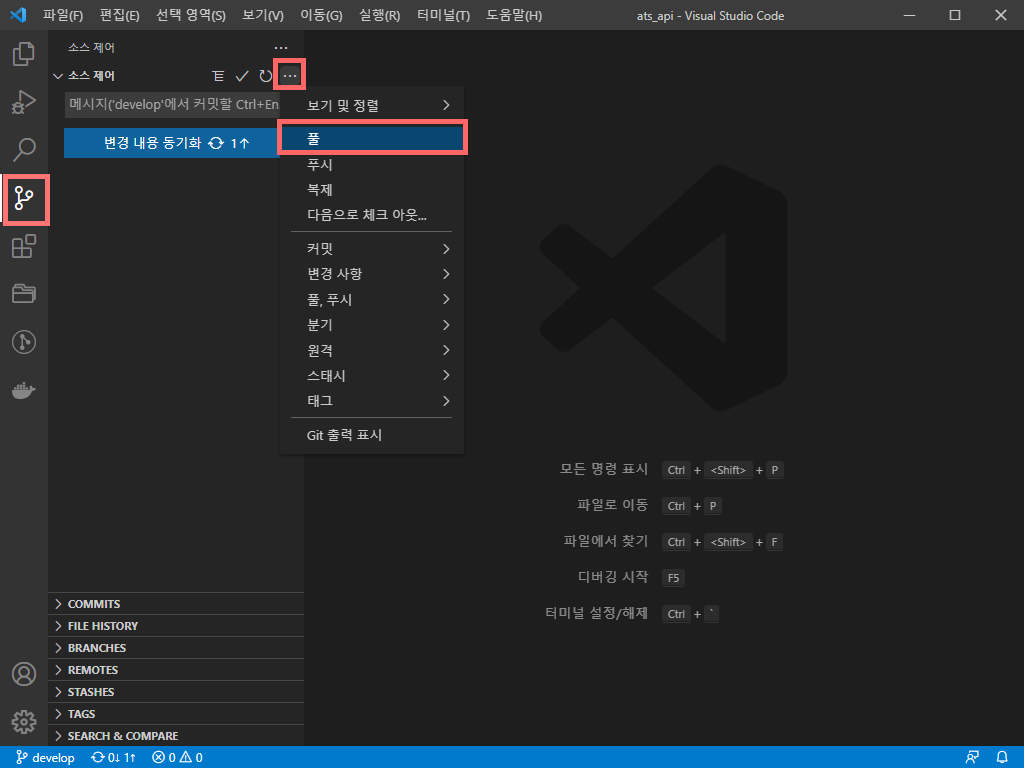 파일(F) 편집(E) 선택 영역(S) 보기(V) 이동(G) 실행(R) 터미널(T) 도움말(H) ats_api - Visual Studio Code
소스 제어 ···
소스 제어 ···
메시지('develop'에서 커밋할 Ctrl+En
변경 내용 동기화 1↑
보기 및 정렬
풀
푸시
복제
다음으로 체크 아웃...
커밋
변경 사항
풀, 푸시
분기
원격
스태시
태그
Git 출력 표시
모든 명령 표시 Ctrl + <Shift> + P
파일로 이동 Ctrl + P
파일에서 찾기 Ctrl + <Shift> + F
디버깅 시작 F5
터미널 설정/해제 Ctrl + `
COMMITS
FILE HISTORY
BRANCHES
REMOTES
STASHES
TAGS
SEARCH & COMPARE
develop 0↓ 1↑ 0 0